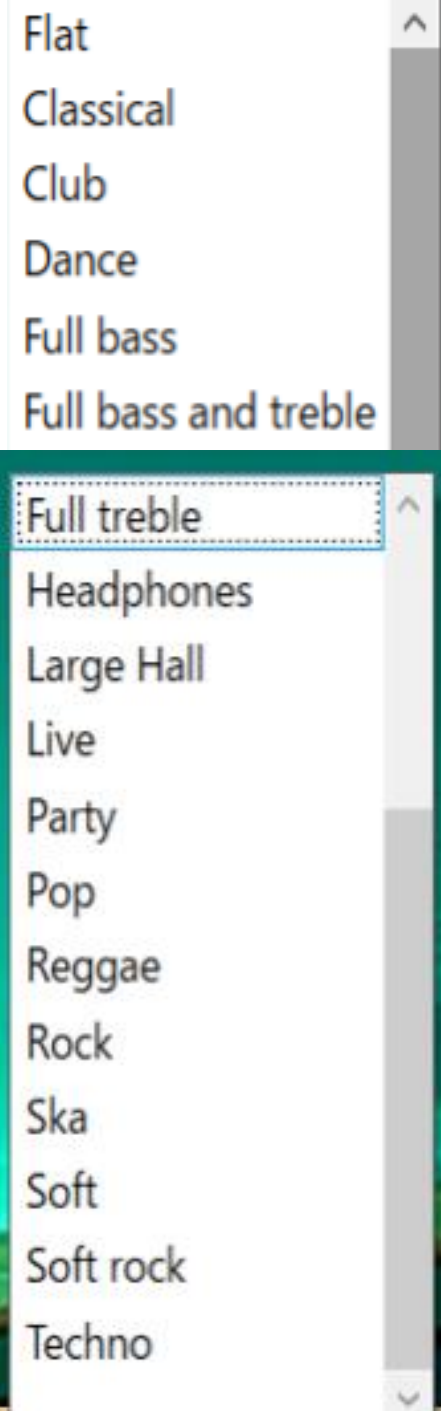 Flat
Classical
Club
Dance
Full bass
Full bass and treble
Full treble
Headphones
Large Hall
Live
Party
Pop
Reggae
Rock
Ska
Soft
Soft rock
Techno